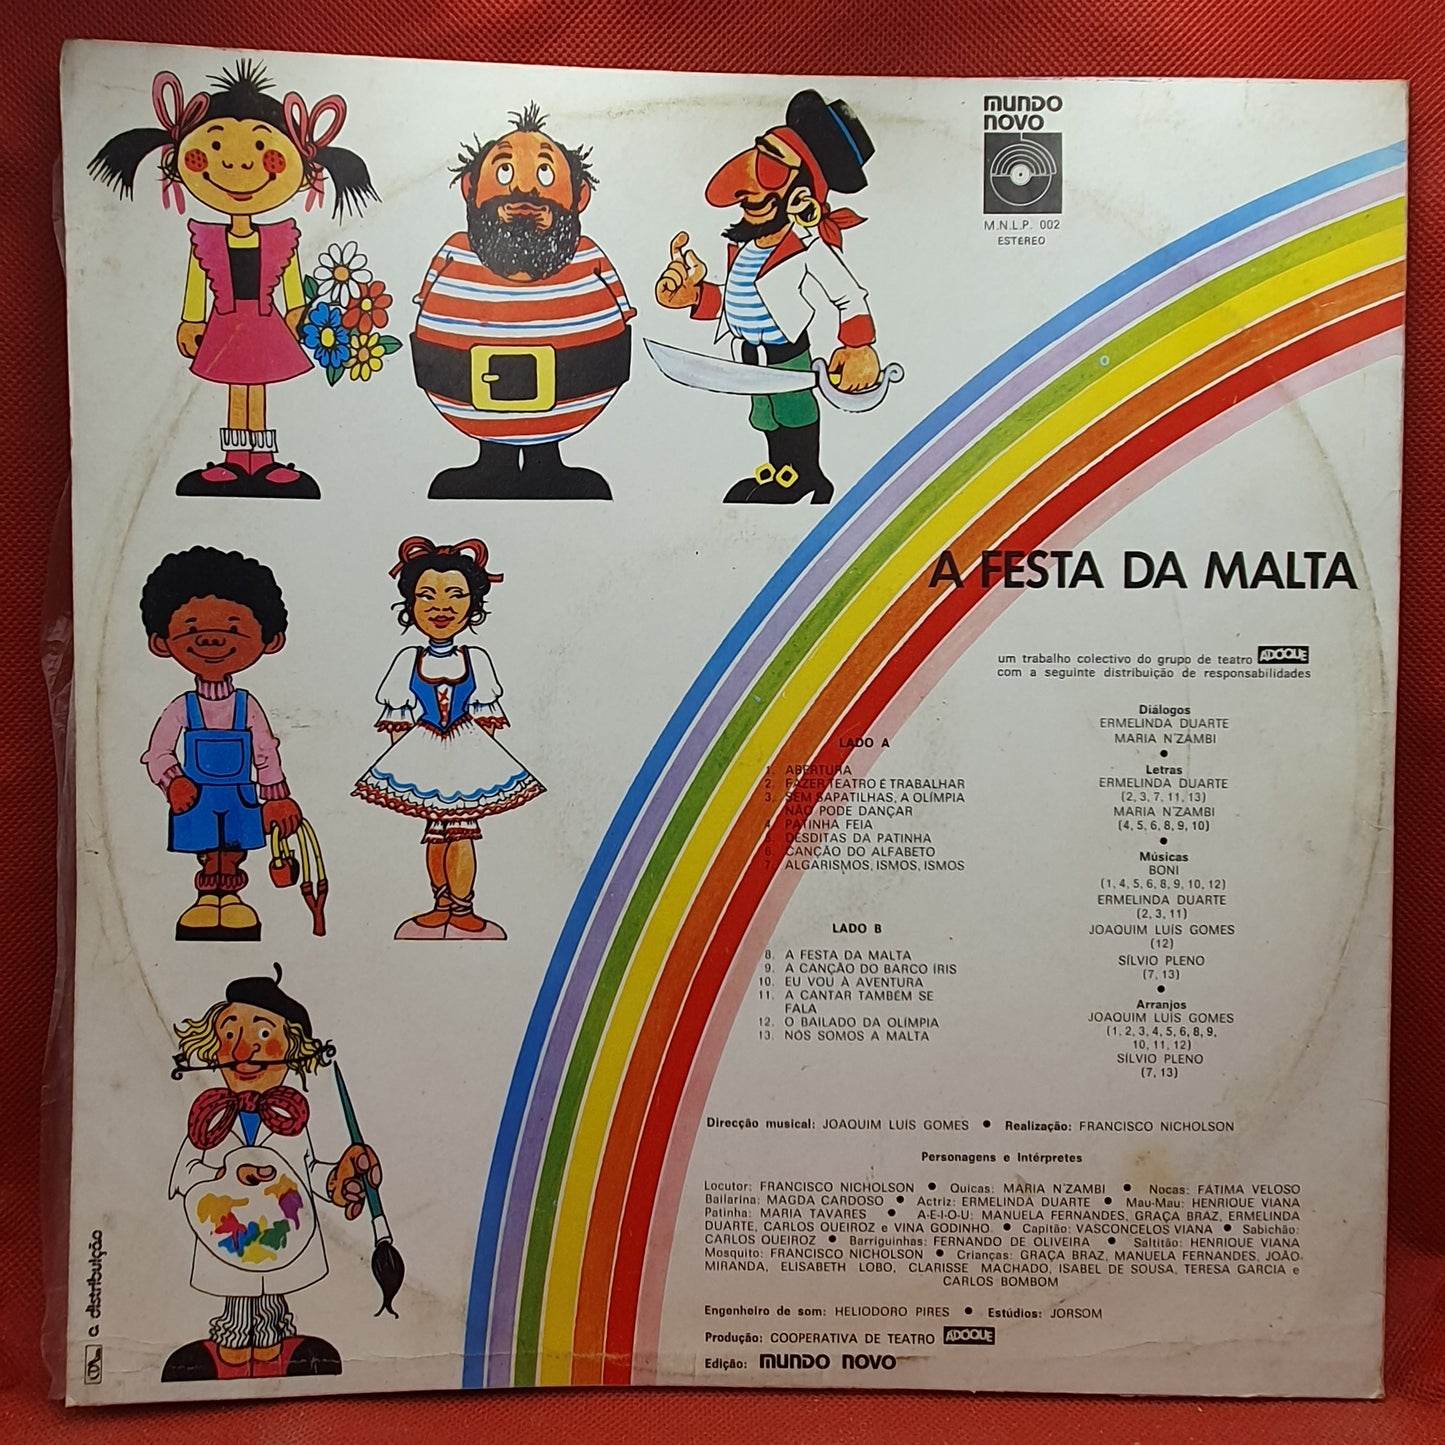 MUNDO
NOVO
M.N.L.P. 002
ESTÉREO
A FESTA DA MALTA
um trabalho colectivo do grupo de teatro ADOQUE
com a seguinte distribuição de responsabilidades
LADO A
1. ABERTURA
2. FAZER TEATRO É TRABALHAR
3. SEM SAPATILHAS, A OLÍMPIA
NÃO PODE DANÇAR
4. PATINHA FEIA
5. DESDITAS DA PATINHA
6. CANÇÃO DO ALFABETO
7. ALGARISMOS, ISMOS, ISMOS
LADO B
8. A FESTA DA MALTA
9. A CANÇÃO DO BARCO ÍRIS
10. EU VOU À AVENTURA
11. A CANTAR TAMBÉM SE
FALA
12. O BAILADO DA OLÍMPIA
13. NÓS SOMOS A MALTA
Diálogos
ERMELINDA DUARTE
MARIA N'ZAMBI
●
Letras
ERMELINDA DUARTE
(2, 3, 7, 11, 13)
MARIA N'ZAMBI
(4, 5, 6, 8, 9, 10)
●
Músicas
BONI
(1, 4, 5, 6, 8, 9, 10, 12)
ERMELINDA DUARTE
(2, 3, 11)
JOAQUIM LUÍS GOMES
(12)
SÍLVIO PLENO
(7, 13)
●
Arranjos
JOAQUIM LUÍS GOMES
(1, 2, 3, 4, 5, 6, 8, 9,
10, 11, 12)
SÍLVIO PLENO
(7, 13)
Direcção musical: JOAQUIM LUÍS GOMES ● Realização: FRANCISCO NICHOLSON
Personagens e Intérpretes
Locutor: FRANCISCO NICHOLSON ● Ouicas: MARIA N'ZAMBI ● Nocas: FÁTIMA VELOSO
Bailarina: MAGDA CARDOSO ● Actriz: ERMELINDA DUARTE ● Mau-Mau: HENRIQUE VIANA
Patinha: MARIA TAVARES ● A-E-I-O-U: MANUELA FERNANDES, GRAÇA BRAZ, ERMELINDA
DUARTE, CARLOS QUEIROZ e VINA GODINHO ● Capitão: VASCONCELOS VIANA ● Sabichão:
CARLOS QUEIROZ ● Barriguinhas: FERNANDO DE OLIVEIRA ● Saltitão: HENRIQUE VIANA
Mosquito: FRANCISCO NICHOLSON ● Crianças: GRAÇA BRAZ, MANUELA FERNANDES, JOÃO
MIRANDA, ELISABETH LOBO, CLARISSE MACHADO, ISABEL DE SOUSA, TERESA GARCIA e
CARLOS BOMBOM
Engenheiro de som: HELIODORO PIRES ● Estúdios: JORSOM
Produção: COOPERATIVA DE TEATRO ADOQUE
Edição: MUNDO NOVO
distribuição